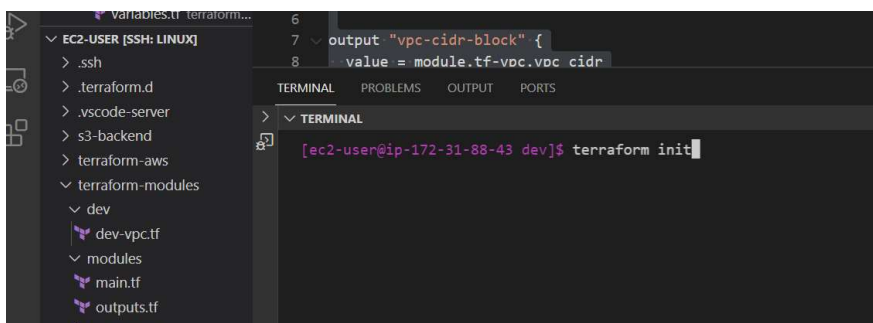 variables.tf terraform...
EC2-USER [SSH: LINUX]
.ssh
.terraform.d
.vscode-server
s3-backend
terraform-aws
terraform-modules
dev
dev-vpc.tf
modules
main.tf
outputs.tf
6
7 output "vpc-cidr-block" {
8 value = module.tf-vpc.vpc_cidr
TERMINAL PROBLEMS OUTPUT PORTS
TERMINAL
[ec2-user@ip-172-31-88-43 dev]$ terraform init